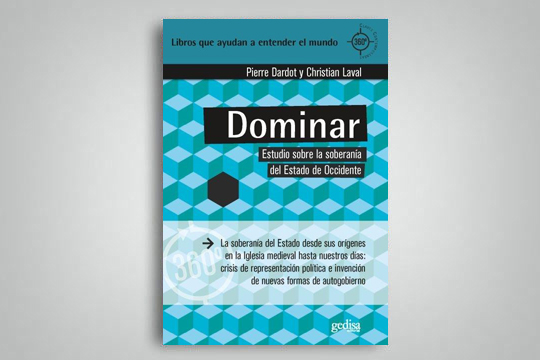 Libros que ayudan a entender el mundo
360º
Pierre Dardot y Christian Laval
Dominar
Estudio sobre la soberanía
del Estado de Occidente
360º
La soberanía del Estado desde sus orígenes
en la Iglesia medieval hasta nuestros días:
crisis de representación política e invención
de nuevas formas de autogobierno
gedisa